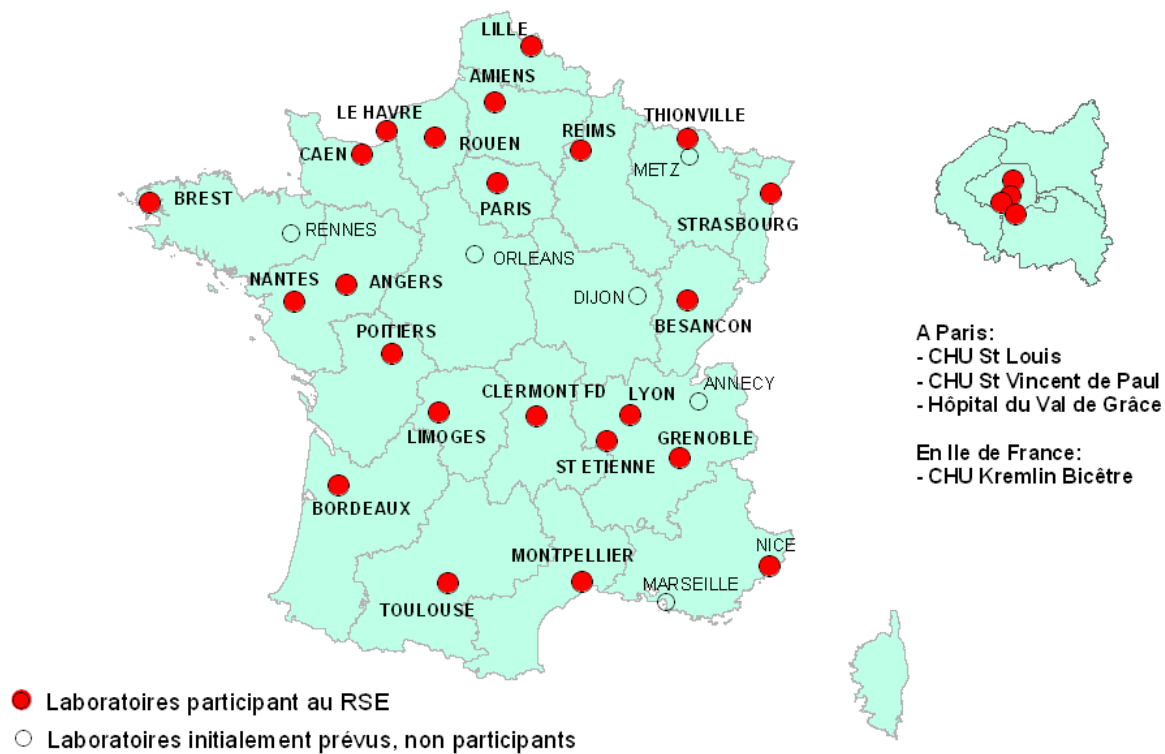 LILLE
AMIENS
LE HAVRE
THIONVILLE
REIMS
ROUEN
CAEN
METZ
BREST
PARIS
STRASBOURG
RENNES
ORLEANS
NANTES
ANGERS
DIJON
BESANCON
POITIERS
A Paris:
- CHU St Louis
- CHU St Vincent de Paul
- Hôpital du Val de Grâce
En Ile de France:
- CHU Kremlin Bicêtre
CLERMONT FD
LYON
ANNECY
LIMOGES
GRENOBLE
ST ETIENNE
BORDEAUX
MONTPELLIER
NICE
MARSEILLE
TOULOUSE
Laboratoires participant au RSE
Laboratoires initialement prévus, non participants